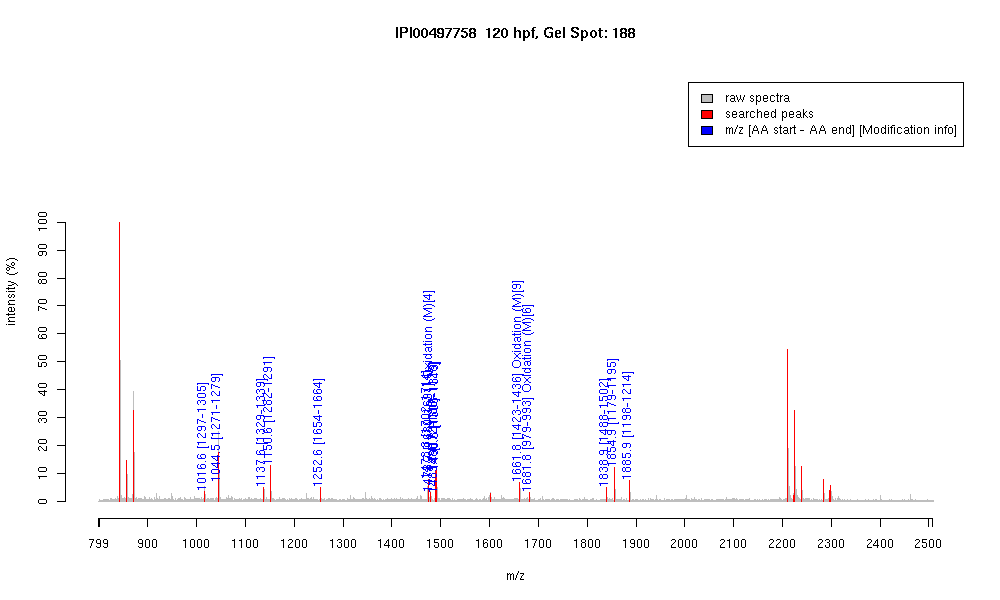 IPI00497758 120 hpf, Gel Spot: 188
raw spectra
searched peaks
m/z [AA start - AA end] [Modification info]
intensity (%)
100
90
80
70
60
50
40
30
20
10
0
1016.6 [1297-1305]
1044.5 [1271-1279]
1137.6 [1329-1339]
1150.6 [1282-1291]
1252.6 [1654-1664]
Oxidation (M)[4]
1661.8 [1423-1436] Oxidation (M)[9]
1681.8 [979-993] Oxidation (M)[6]
1838.9 [1488-1502]
1854.9 [1179-1195]
1885.9 [1198-1214]
799 900 1000 1100 1200 1300 1400 1500 1600 1700 1800 1900 2000 2100 2200 2300 2400 2500
m/z